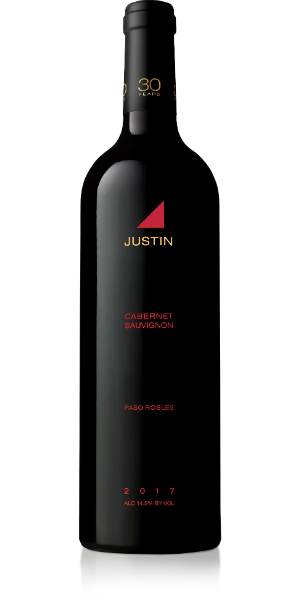 30
YEARS
JUSTIN
CABERNET
SAUVIGNON
PASO ROBLES
2017
ALC 14.5% BY VOL